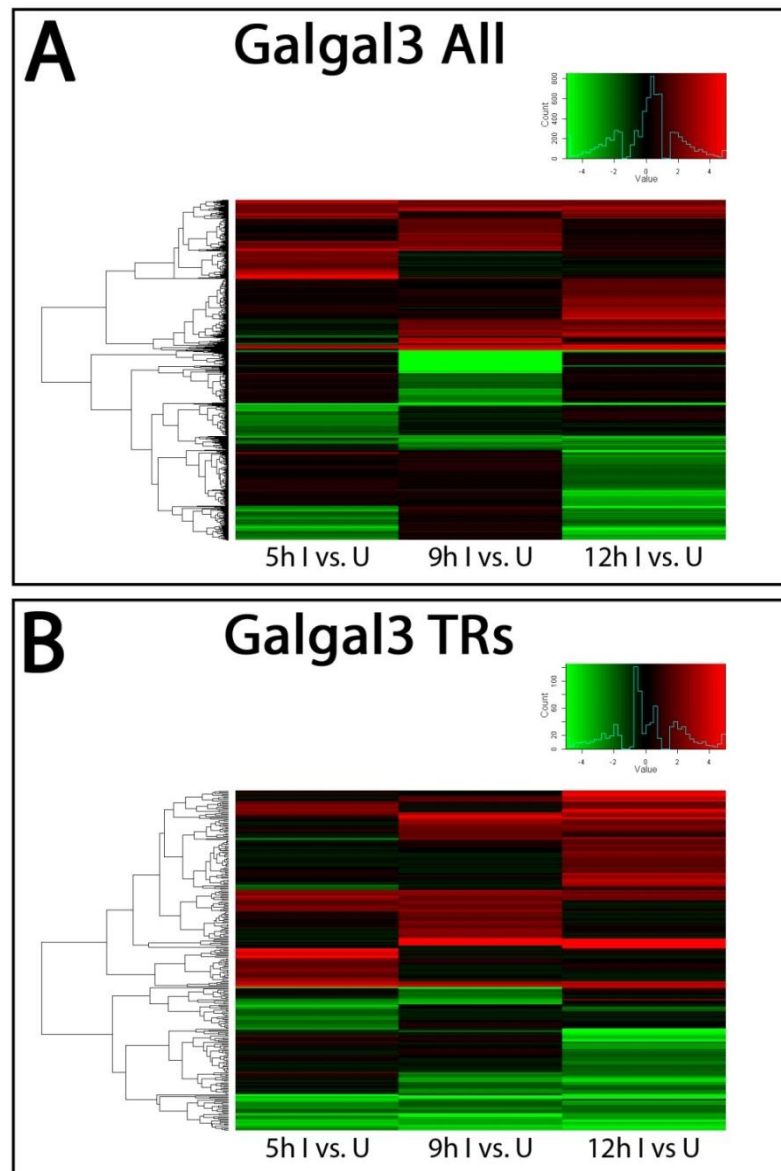 A
Galgal3 All
Count
0 200 400 600 800
-4 -2 0 2 4
Value
5h I vs. U 9h I vs. U 12h I vs. U
B
Galgal3 TRs
Count
0 20 60 100
-4 -2 0 2 4
Value
5h I vs. U 9h I vs. U 12h I vs U